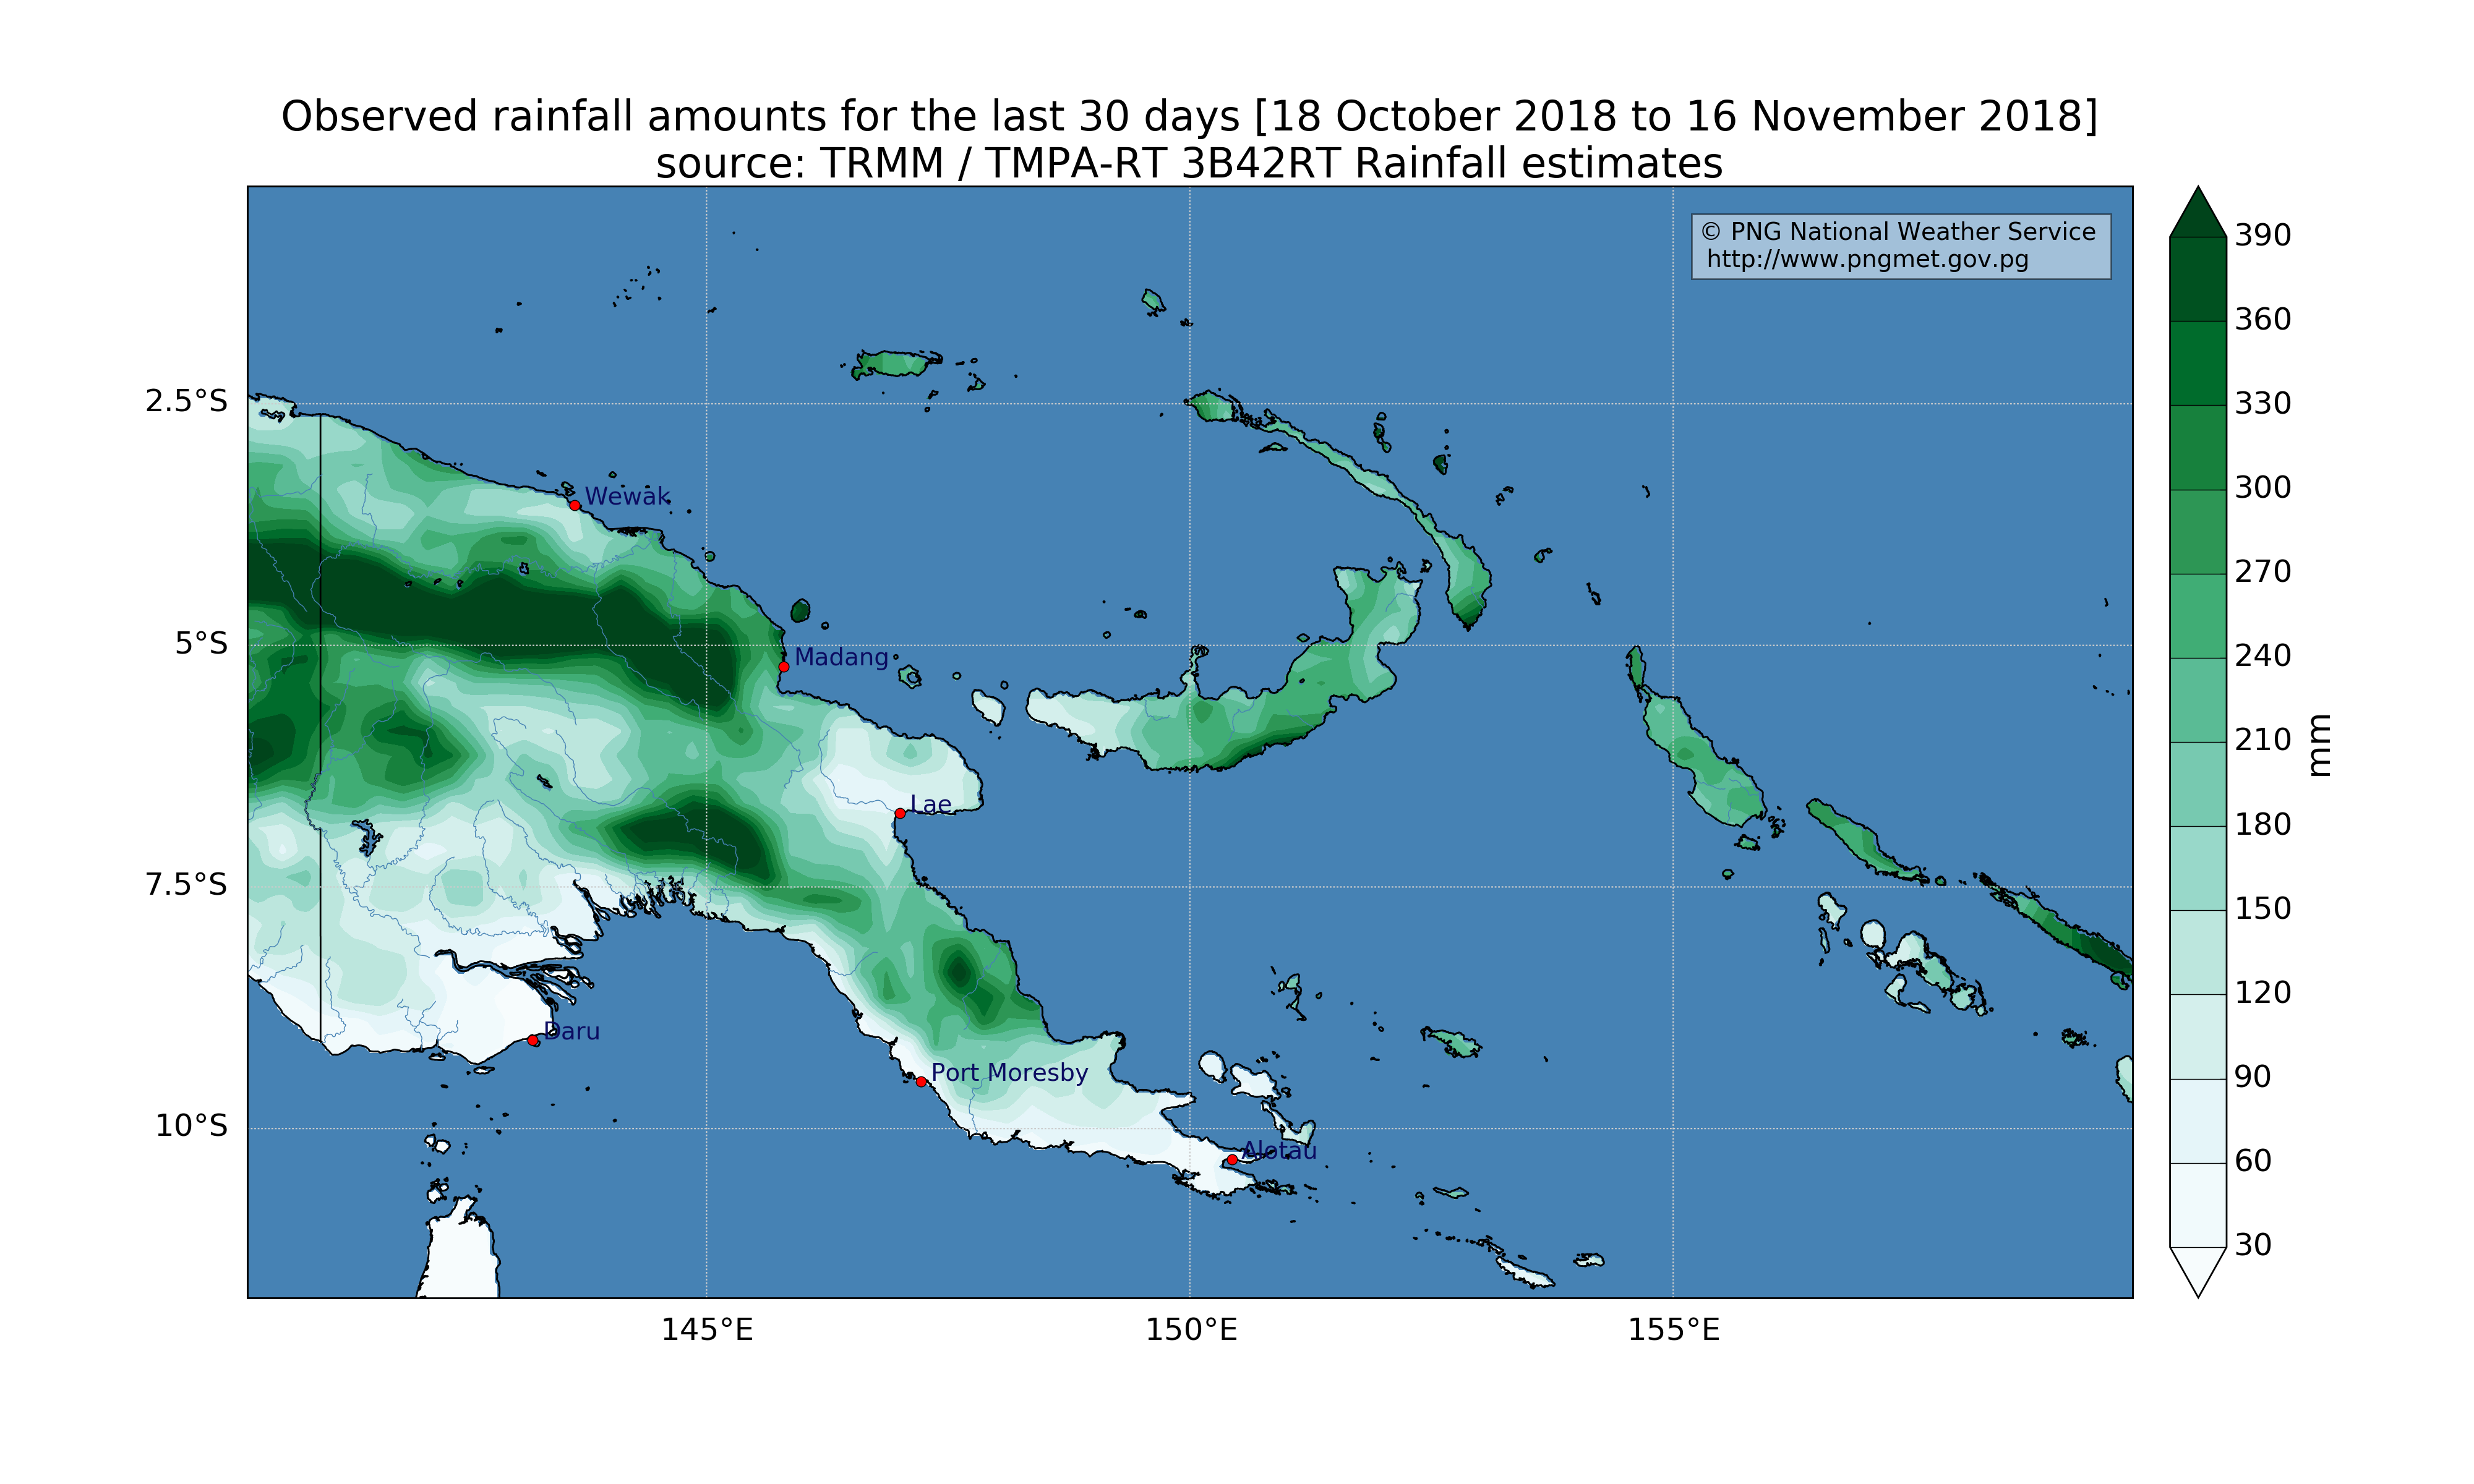 Observed rainfall amounts for the last 30 days [18 October 2018 to 16 November 2018]
source: TRMM / TMPA-RT 3B42RT Rainfall estimates
© PNG National Weather Service
http://www.pngmet.gov.pg
390
360
330
300
270
240
210
180
150
120
90
60
30
mm
2.5°S
5°S
7.5°S
10°S
Wewak
Madang
Lae
Daru
Port Moresby
Alotau
145°E
150°E
155°E